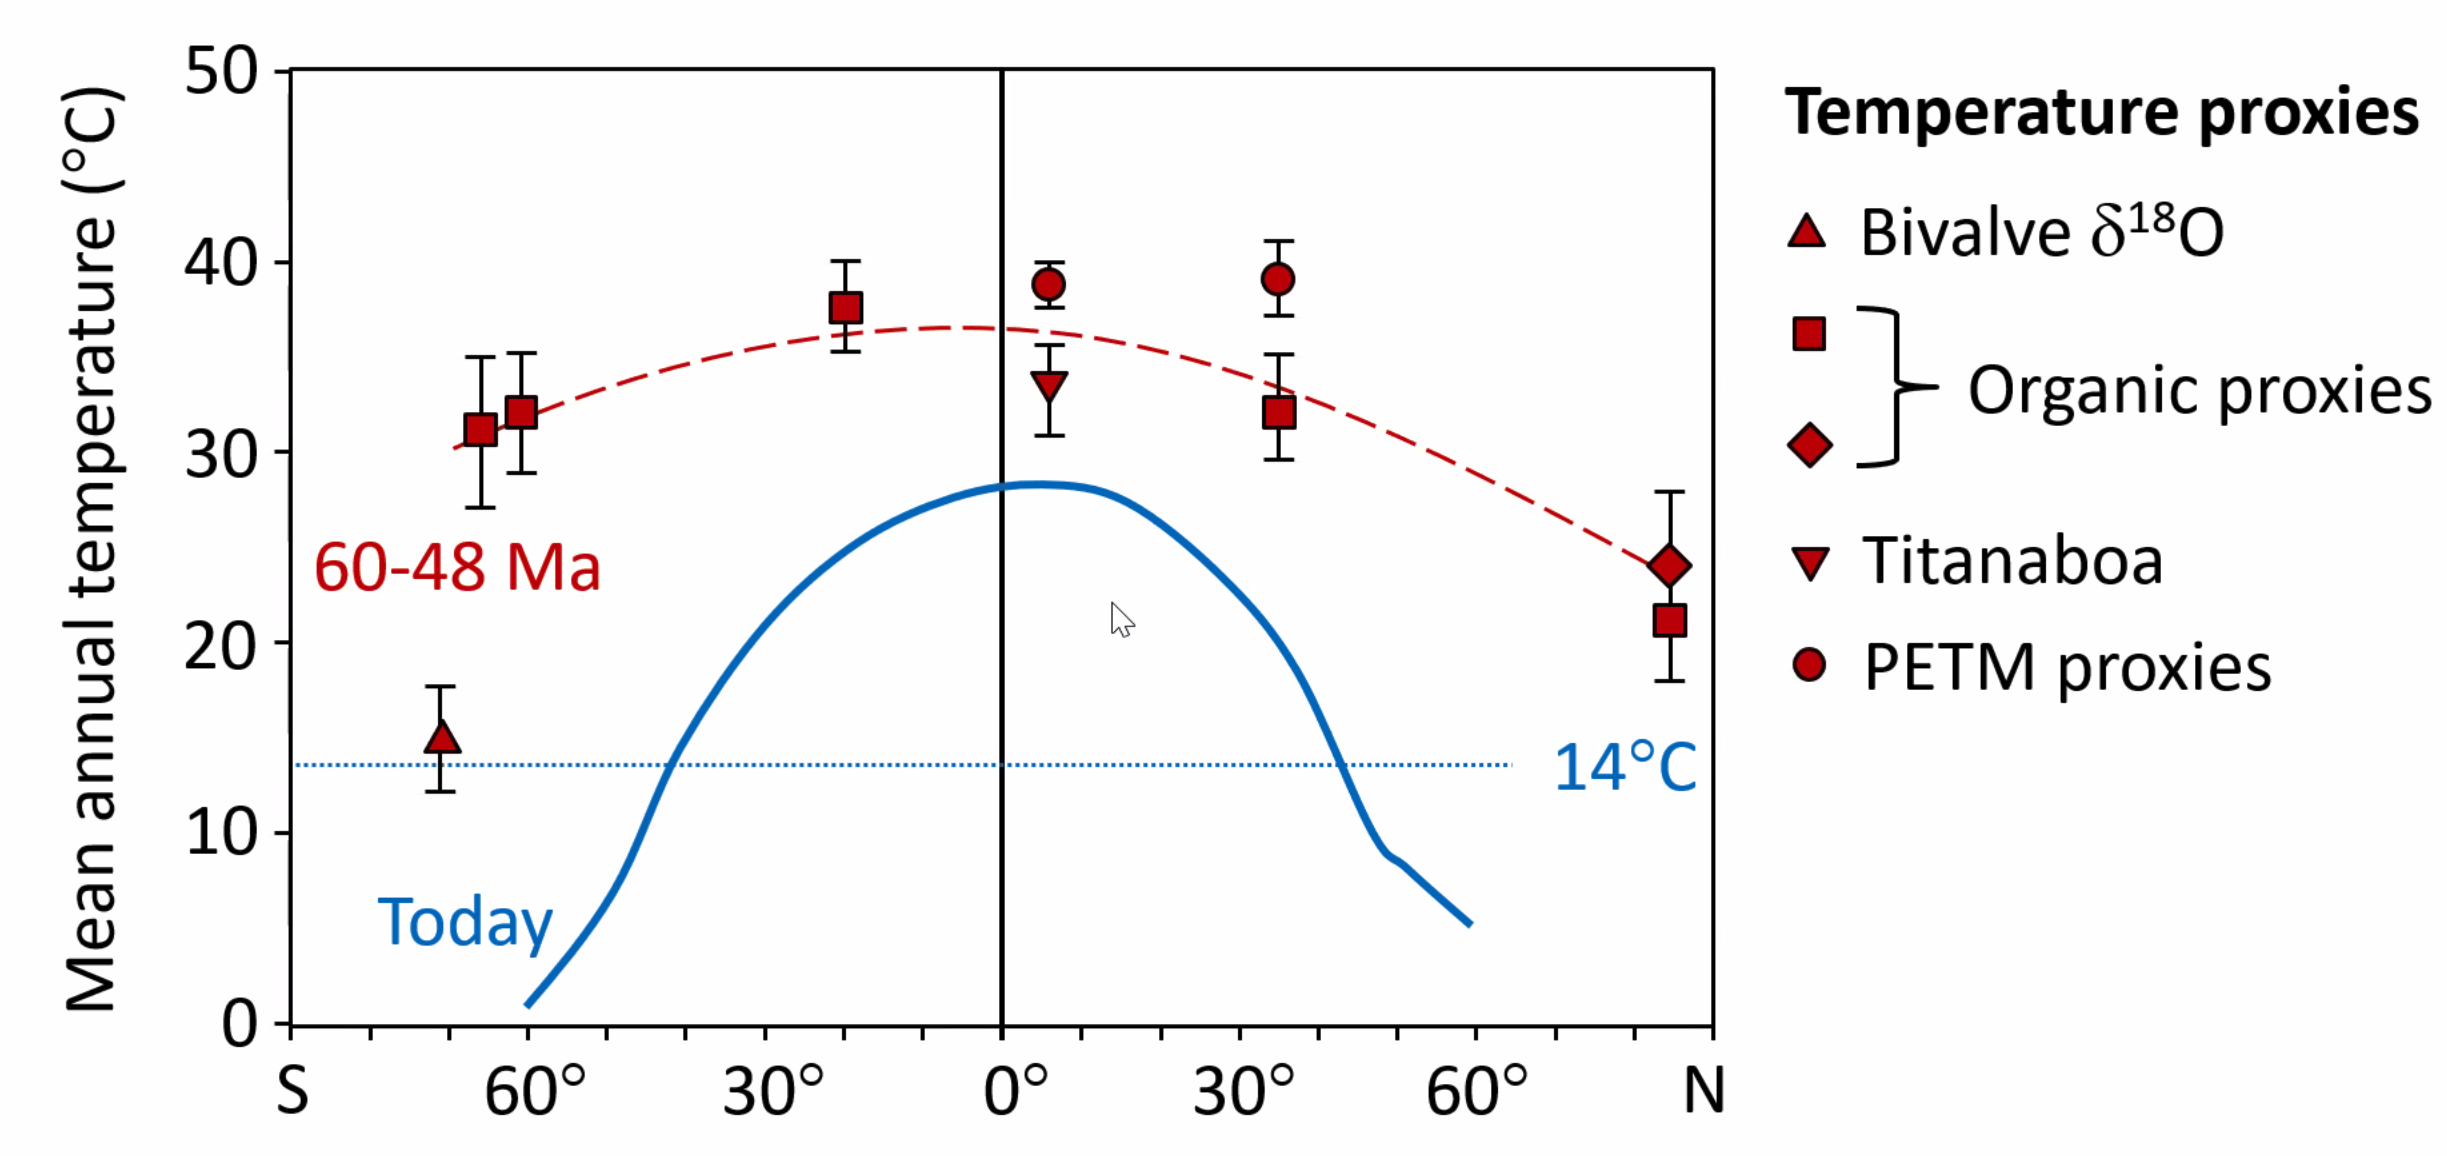 Mean annual temperature (°C)
50
40
30
20
10
0
S 60° 30° 0° 30° 60° N
60-48 Ma
Today
14°C
Temperature proxies
Bivalve δ¹⁸O
Organic proxies
Titanaboa
PETM proxies